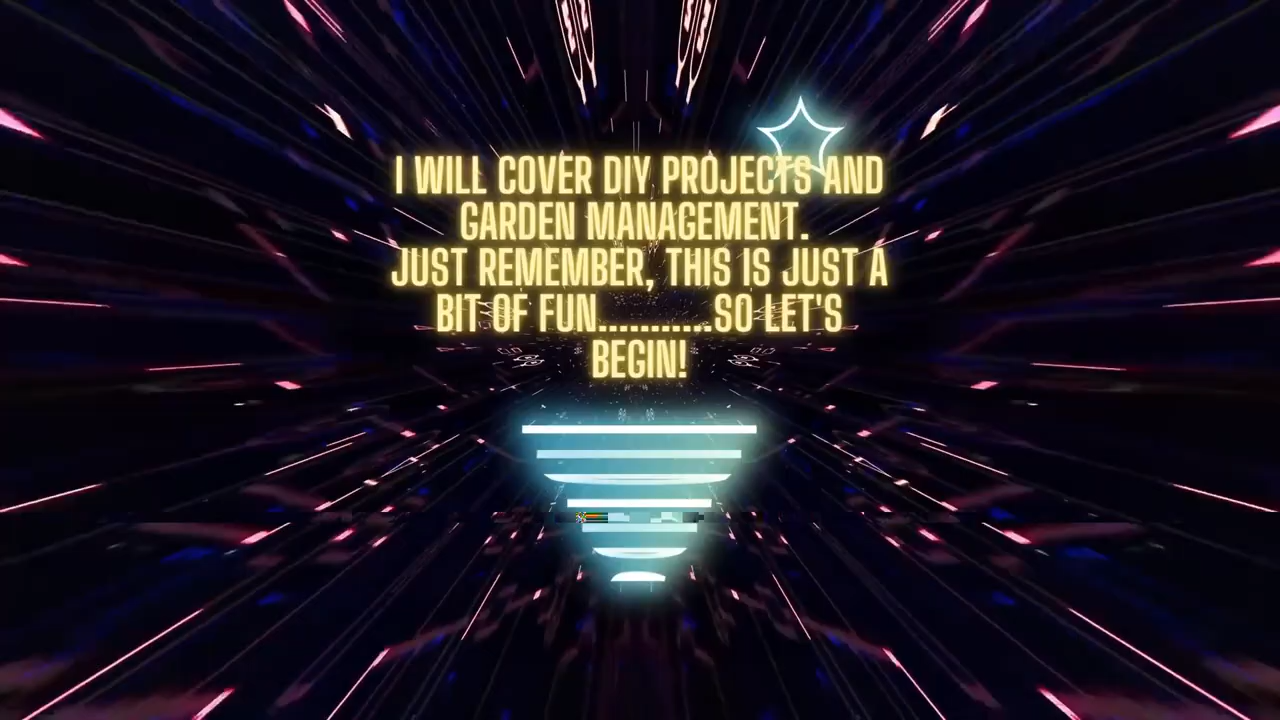 I WILL COVER DIY PROJECTS AND
GARDEN MANAGEMENT.
JUST REMEMBER, THIS IS JUST A
BIT OF FUN...........SO LET'S
BEGIN!